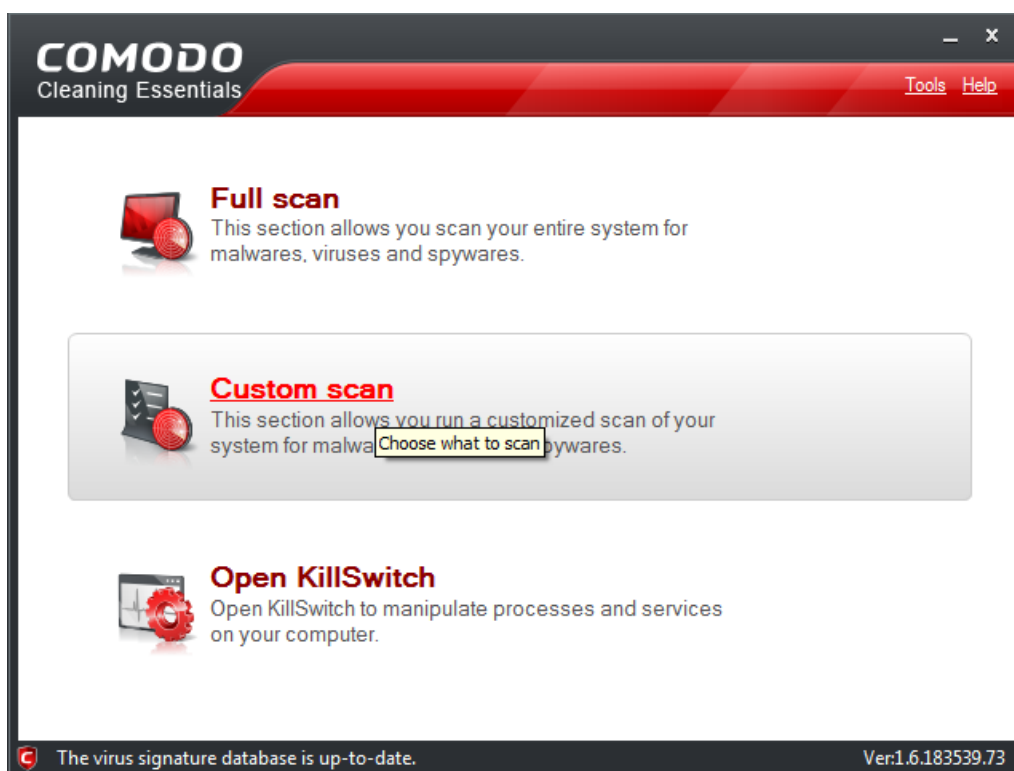 COMODO
Cleaning Essentials
Tools Help
Full scan
This section allows you scan your entire system for
malwares, viruses and spywares.
Custom scan
This section allows you run a customized scan of your
system for malwa
Choose what to scan
pywares.
Open KillSwitch
Open KillSwitch to manipulate processes and services
on your computer.
The virus signature database is up-to-date.
Ver:1.6.183539.73